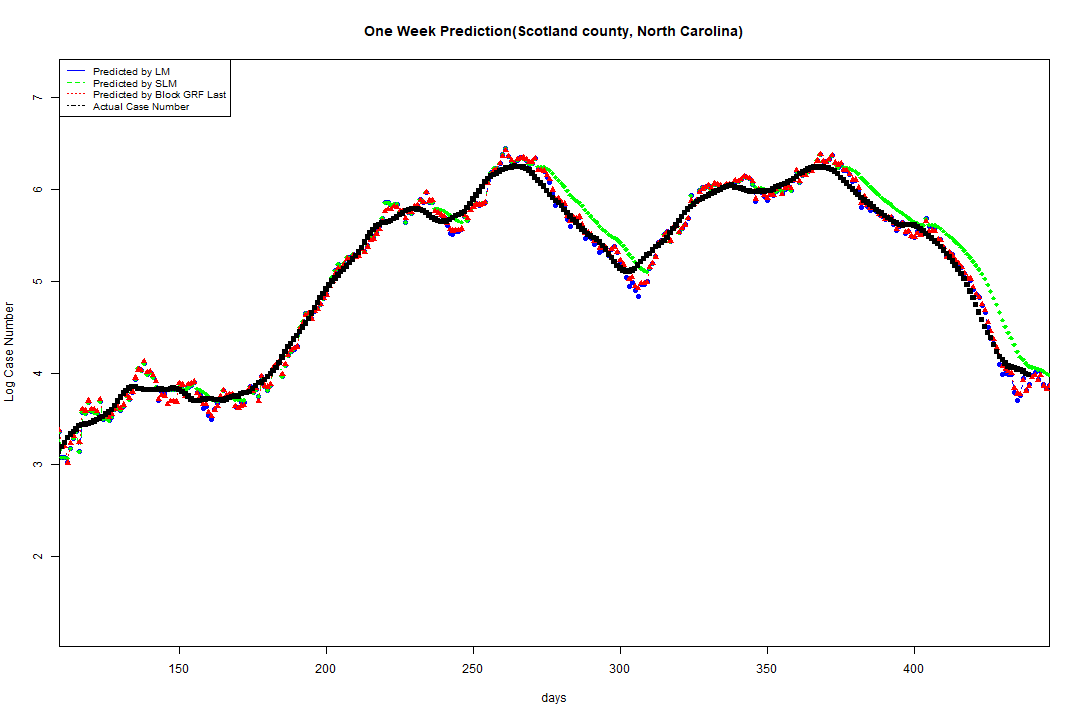 One Week Prediction(Scotland county, North Carolina)
Predicted by LM
Predicted by SLM
Predicted by Block GRF Last
Actual Case Number
7
6
5
4
3
2
Log Case Number
150 200 250 300 350 400
days